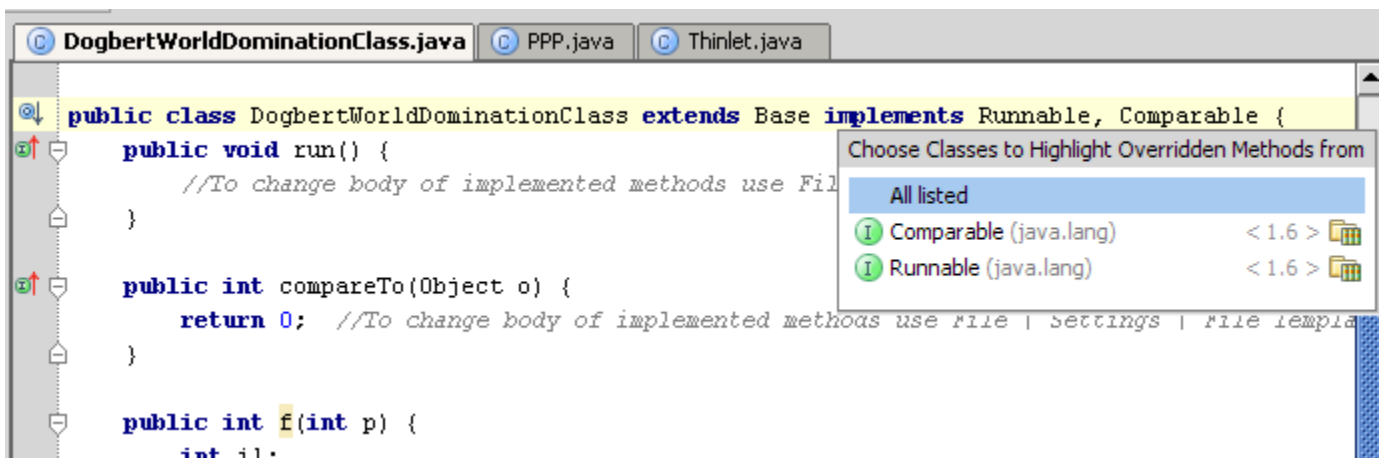 DogbertWorldDominationClass.java PPP.java Thinlet.java
public class DogbertWorldDominationClass extends Base implements Runnable, Comparable {
public void run() {
Choose Classes to Highlight Overridden Methods from
//To change body of implemented methods use Fil
All listed
}
Comparable (java.lang) < 1.6 >
Runnable (java.lang) < 1.6 >
public int compareTo(Object o) {
return 0; //To change body of implemented methods use File | Settings | File Templa
}
public int f(int p) {
int i1;